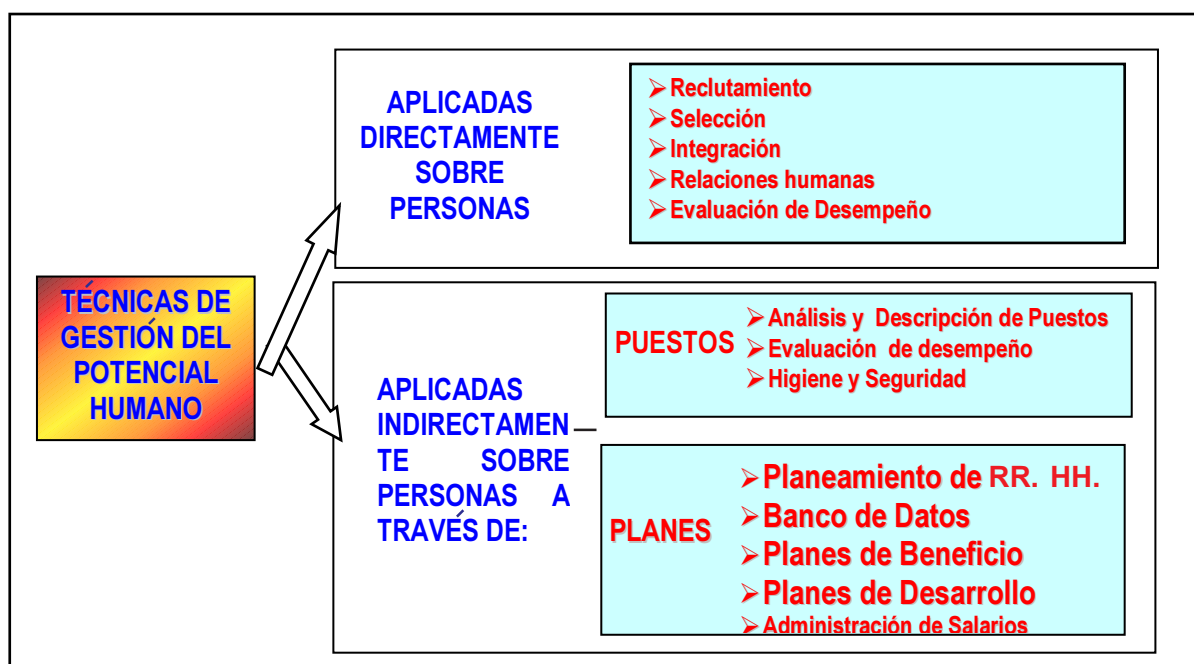 TÉCNICAS DE
GESTIÓN DEL
POTENCIAL
HUMANO
APLICADAS
DIRECTAMENTE
SOBRE
PERSONAS
➢Reclutamiento
➢Selección
➢Integración
➢Relaciones humanas
➢Evaluación de Desempeño
APLICADAS
INDIRECTAMEN
TE SOBRE
PERSONAS A
TRAVÉS DE:
PUESTOS
➢Análisis y Descripción de Puestos
➢Evaluación de desempeño
➢Higiene y Seguridad
PLANES
➢Planeamiento de RR. HH.
➢Banco de Datos
➢Planes de Beneficio
➢Planes de Desarrollo
➢Administración de Salarios